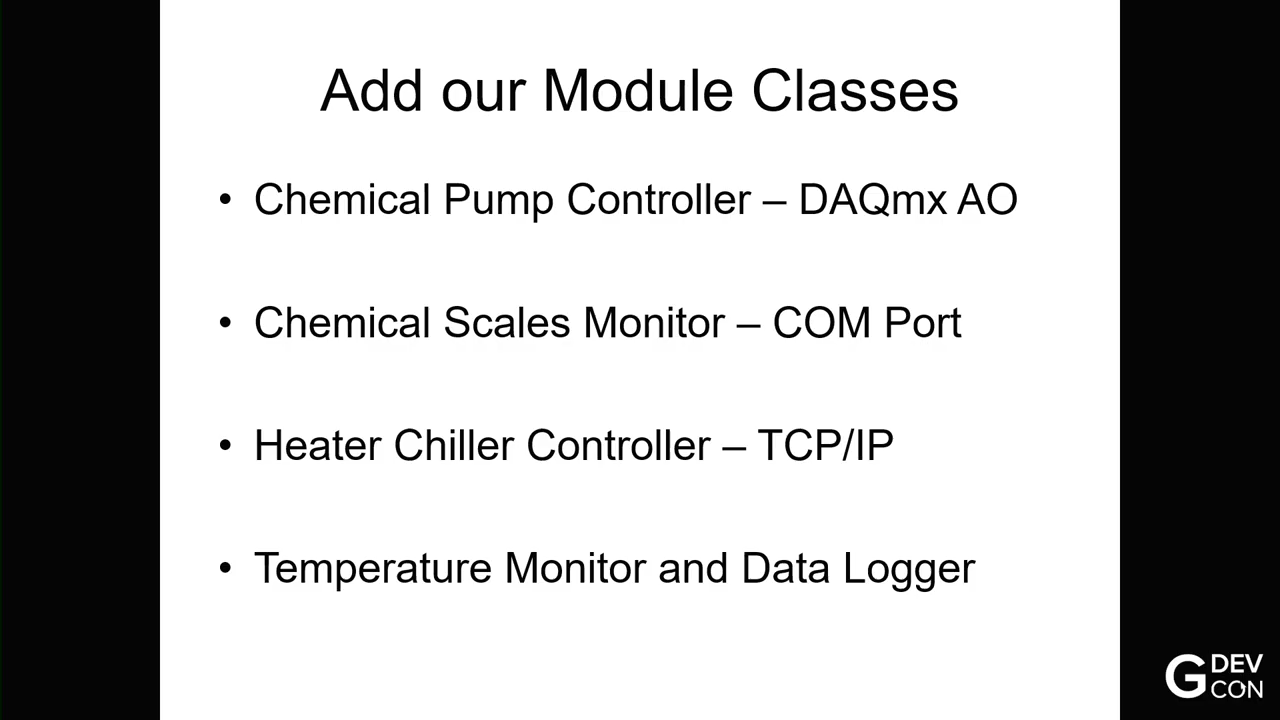 Add our Module Classes
• Chemical Pump Controller – DAQmx AO
• Chemical Scales Monitor – COM Port
• Heater Chiller Controller – TCP/IP
• Temperature Monitor and Data Logger
G DEV
CON